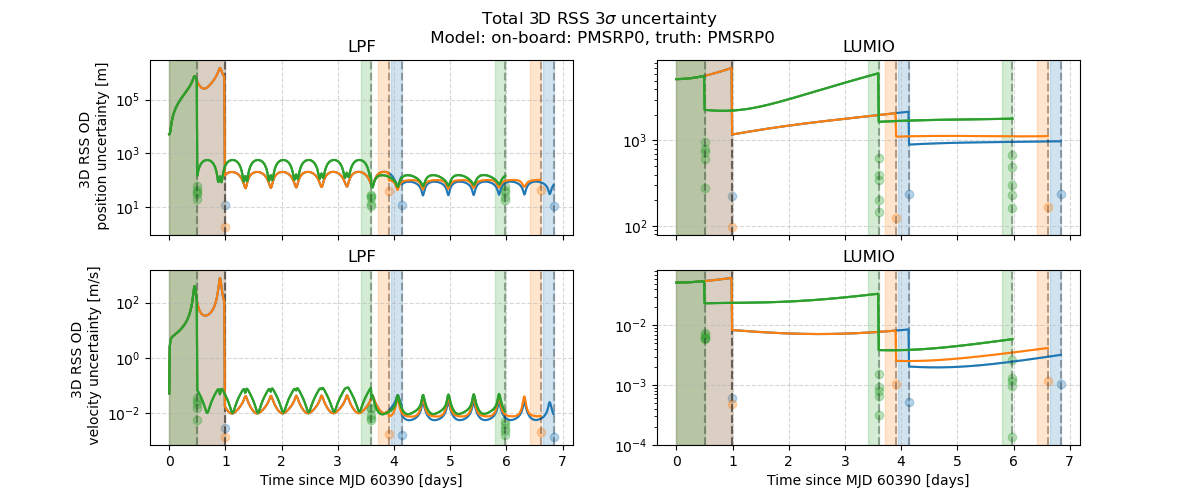 Total 3D RSS 3σ uncertainty
Model: on-board: PMSRP0, truth: PMSRP0
LPF
LUMIO
3D RSS OD
position uncertainty [m]
10^5
10^3
10^1
10^3
10^2
LPF
LUMIO
3D RSS OD
velocity uncertainty [m/s]
10^2
10^0
10^−2
10^−2
10^−3
10^−4
0 1 2 3 4 5 6 7
0 1 2 3 4 5 6 7
Time since MJD 60390 [days]
Time since MJD 60390 [days]